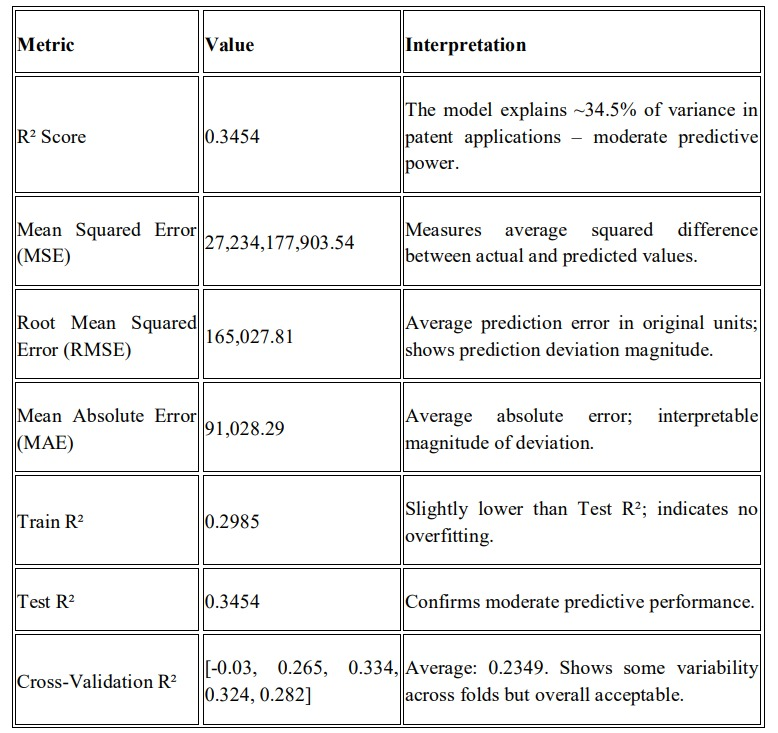 Metric Value Interpretation
R² Score 0.3454 The model explains ~34.5% of variance in
patent applications – moderate predictive
power.
Mean Squared Error
(MSE)
27,234,177,903.54
Measures average squared difference
between actual and predicted values.
Root Mean Squared
Error (RMSE)
165,027.81
Average prediction error in original units;
shows prediction deviation magnitude.
Mean Absolute Error
(MAE)
91,028.29
Average absolute error; interpretable
magnitude of deviation.
Train R²
0.2985
Slightly lower than Test R²; indicates no
overfitting.
Test R²
0.3454
Confirms moderate predictive performance.
Cross-Validation R²
[-0.03, 0.265, 0.334,
0.324, 0.282]
Average: 0.2349. Shows some variability
across folds but overall acceptable.